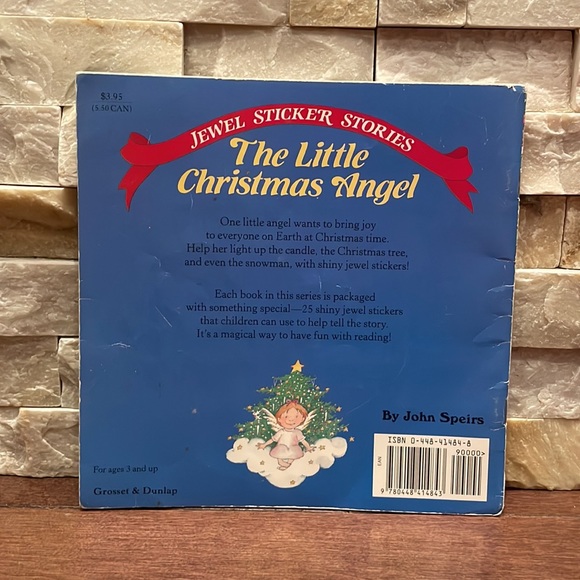 $3.95
(5.50 CAN)
JEWEL STICKER STORIES
The Little
Christmas Angel
One little angel wants to bring joy
to everyone on Earth at Christmas time.
Help her light up the candle, the Christmas tree,
and even the snowman, with shiny jewel stickers!
Each book in this series is packaged
with something special—25 shiny jewel stickers
that children can use to help tell the story.
It's a magical way to have fun with reading!
By John Speirs
ISBN 0-448-41484-8
90000>
EAN
9 780448 414843
For ages 3 and up
Grosset & Dunlap